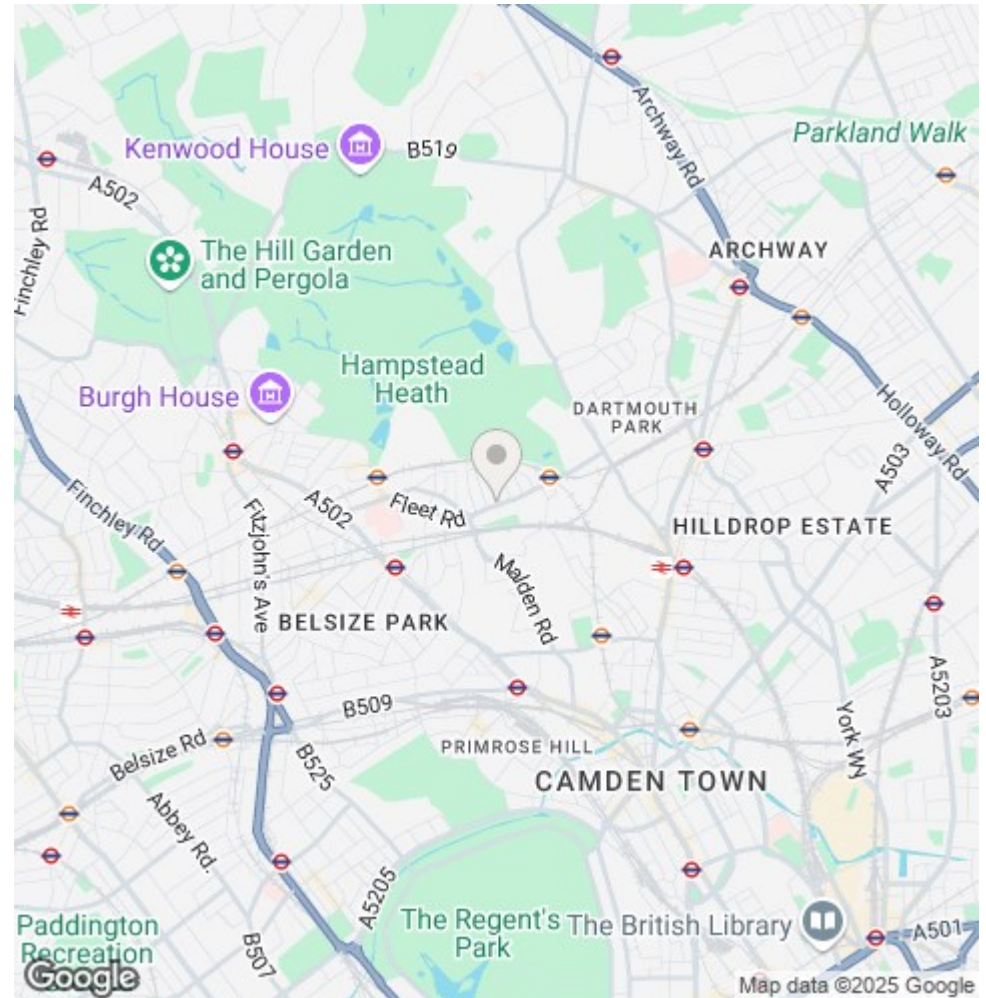 Archway Rd
Parkland Walk
Kenwood House
B519
A502
Finchley Rd
The Hill Garden
and Pergola
ARCHWAY
Hampstead
Heath
Burgh House
DARTMOUTH
PARK
Holloway Rd
A503
Finchley Rd
Fitzjohn's Ave
A502
Fleet Rd
HILLDROP ESTATE
Malden Rd
BELSIZE PARK
A5203
B509
York Wy
Belsize Rd
B525
PRIMROSE HILL
CAMDEN TOWN
Abbey Rd.
A5205
Paddington
Recreation
B507
The Regent's
Park
The British Library
A501
Google
Map data ©2025 Google